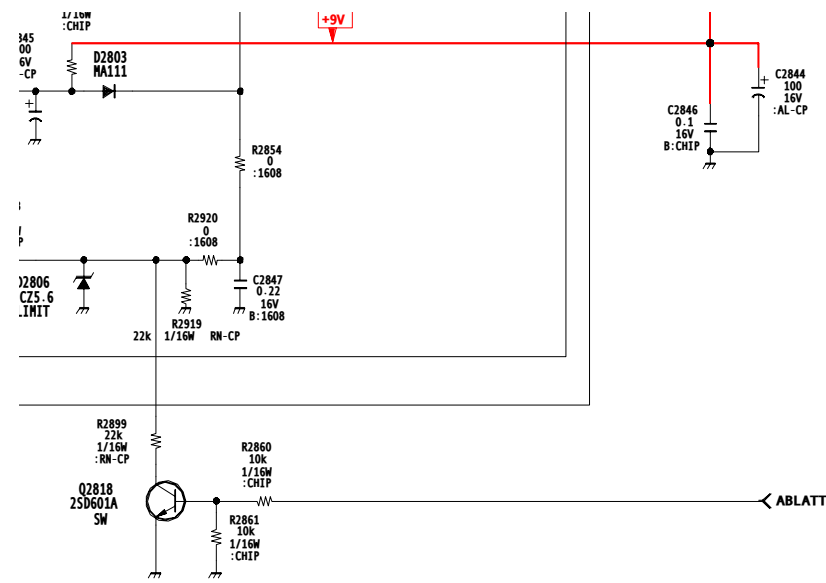 1/16W
:CHIP
+9V
845
00
6V
-CP
D2803
MA111
C2844
100
16V
:AL-CP
C2846
0.1
16V
B:CHIP
R2854
0
:1608
R2920
0
:1608
D2806
CZ5.6
LIMIT
C2847
0.22
16V
B:1608
R2919
22k 1/16W RN-CP
R2899
22k
1/16W
:RN-CP
R2860
10k
1/16W
:CHIP
Q2818
2SD601A
SW
ABLATT
R2861
10k
1/16W
:CHIP